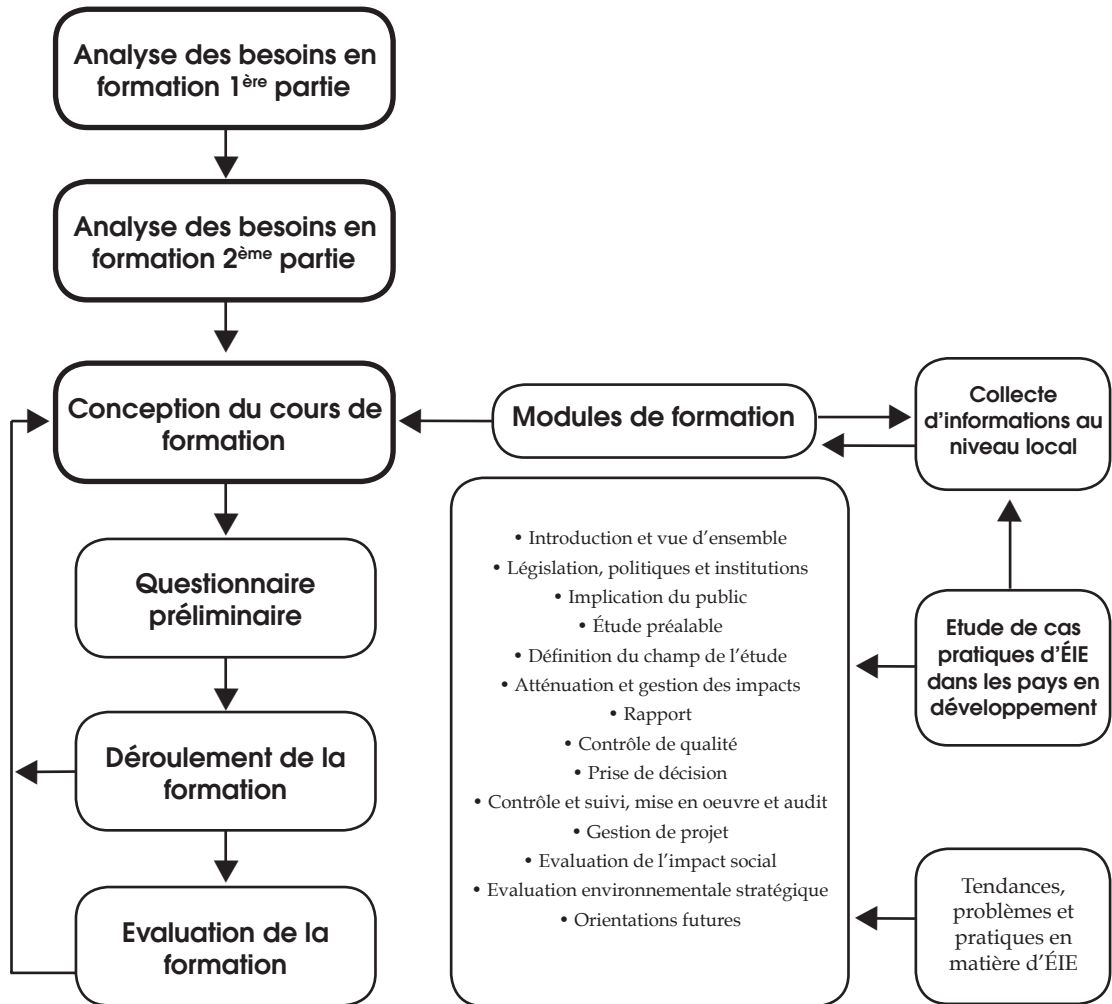 Analyse des besoins en
formation 1ère partie
Analyse des besoins en
formation 2ème partie
Conception du cours de
formation
Questionnaire
préliminaire
Déroulement de la
formation
Evaluation de la
formation
Modules de formation
• Introduction et vue d'ensemble
• Législation, politiques et institutions
• Implication du public
• Étude préalable
• Définition du champ de l'étude
• Atténuation et gestion des impacts
• Rapport
• Contrôle de qualité
• Prise de décision
• Contrôle et suivi, mise en oeuvre et audit
• Gestion de projet
• Evaluation de l'impact social
• Evaluation environnementale stratégique
• Orientations futures
Collecte
d'informations au
niveau local
Etude de cas
pratiques d'ÉIE
dans les pays en
développement
Tendances,
problèmes et
pratiques en
matière d'ÉIE